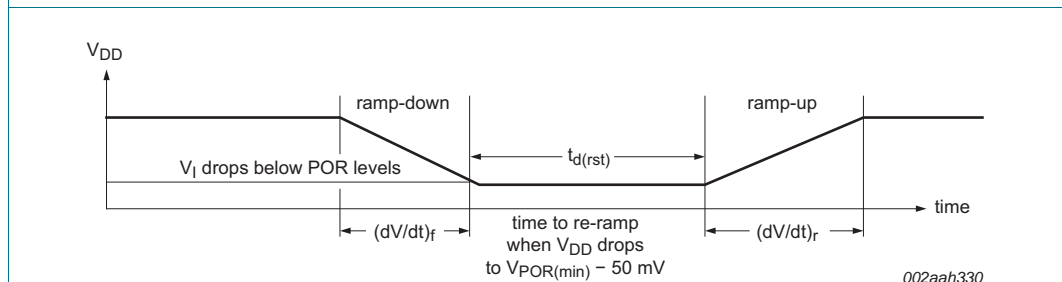 VDD
ramp-down
ramp-up
td(rst)
VI drops below POR levels
time
(dV/dt)f
time to re-ramp
when VDD drops
to VPOR(min) − 50 mV
(dV/dt)r
002aah330